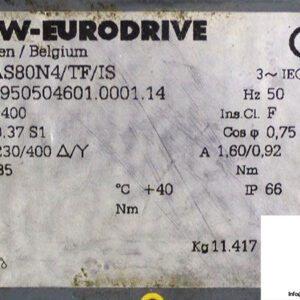 W-EURODRIVE
en / Belgium
AS80N4/TF/IS
3~ IEC
950504601.0001.14
Hz 50
400
Ins.Cl. F
0.37 S1
Cos φ 0,75
230/400 Δ/Y
A 1,60/0,92
35
Nm
°C +40
IP 66
Nm
Kg 11.417